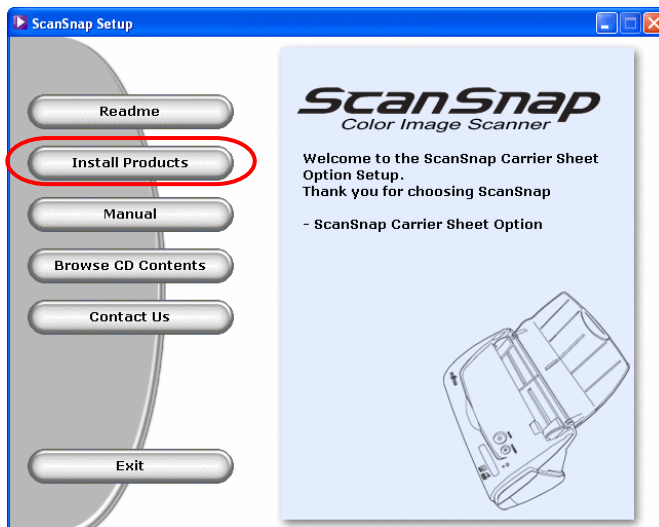 ScanSnap Setup
Readme
Install Products
Manual
Browse CD Contents
Contact Us
Exit
ScanSnap
Color Image Scanner
Welcome to the ScanSnap Carrier Sheet
Option Setup.
Thank you for choosing ScanSnap
- ScanSnap Carrier Sheet Option